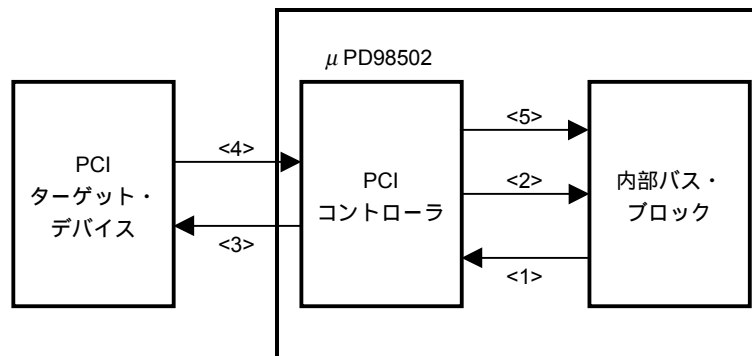 μ PD98502
PCI
ターゲット・
デバイス
<4>
<3>
PCI
コントローラ
<5>
<2>
<1>
内部バス・
ブロック